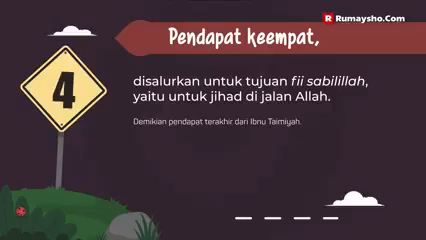 Rumaysho.Com
Pendapat keempat,
4
disalurkan untuk tujuan fii sabilillah,
yaitu untuk jihad di jalan Allah.
Demikian pendapat terakhir dari Ibnu Taimiyah.